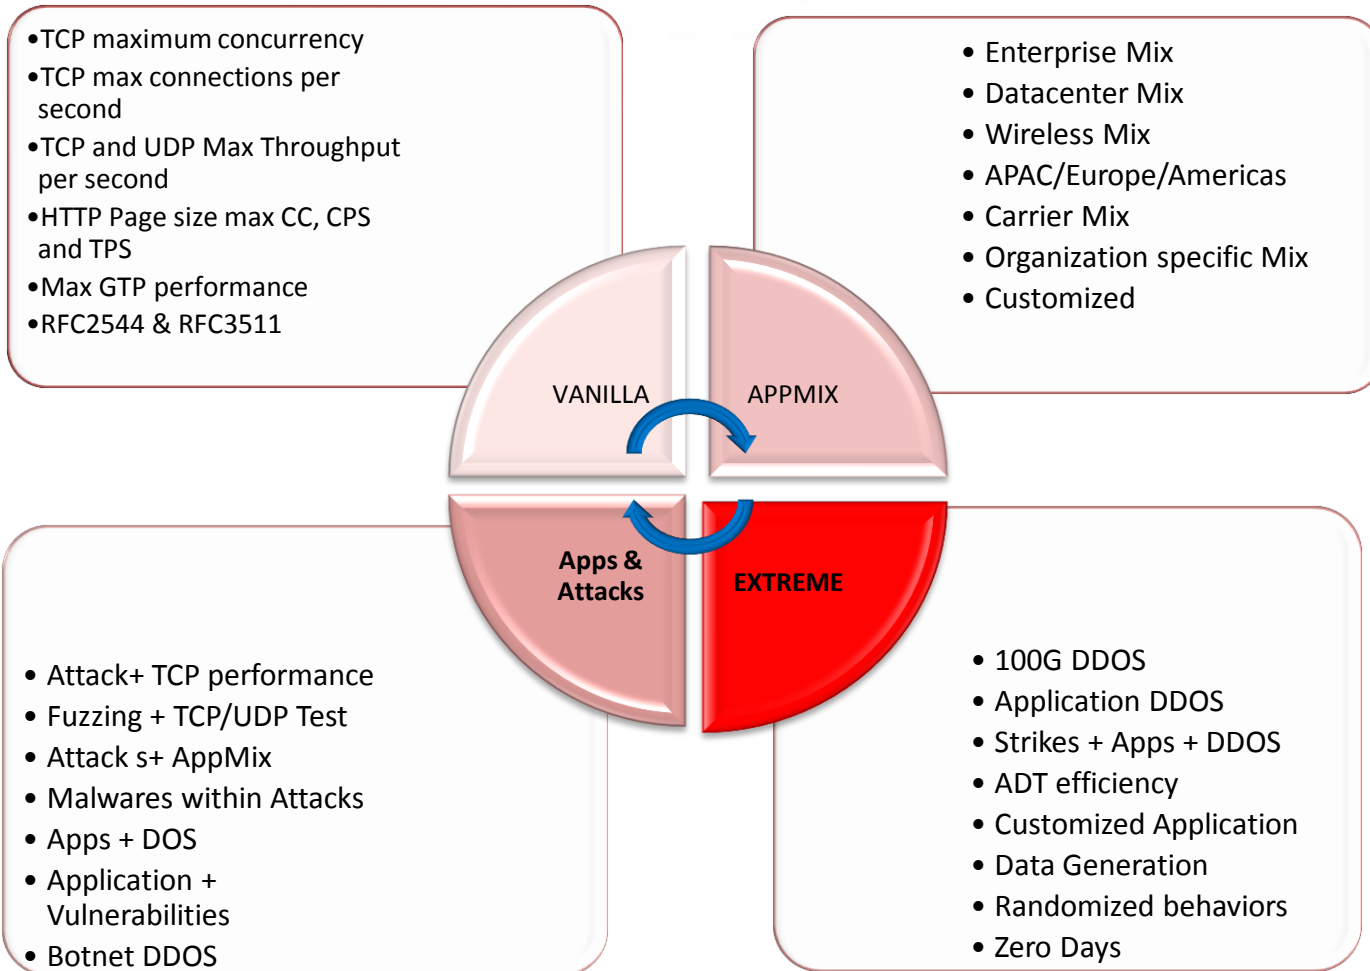 •TCP maximum concurrency
•TCP max connections per
second
•TCP and UDP Max Throughput
per second
•HTTP Page size max CC, CPS
and TPS
•Max GTP performance
•RFC2544 & RFC3511
• Enterprise Mix
• Datacenter Mix
• Wireless Mix
• APAC/Europe/Americas
• Carrier Mix
• Organization specific Mix
• Customized
VANILLA
APPMIX
Apps &
Attacks
EXTREME
• Attack+ TCP performance
• Fuzzing + TCP/UDP Test
• Attack s+ AppMix
• Malwares within Attacks
• Apps + DOS
• Application +
Vulnerabilities
• Botnet DDOS
• 100G DDOS
• Application DDOS
• Strikes + Apps + DDOS
• ADT efficiency
• Customized Application
• Data Generation
• Randomized behaviors
• Zero Days